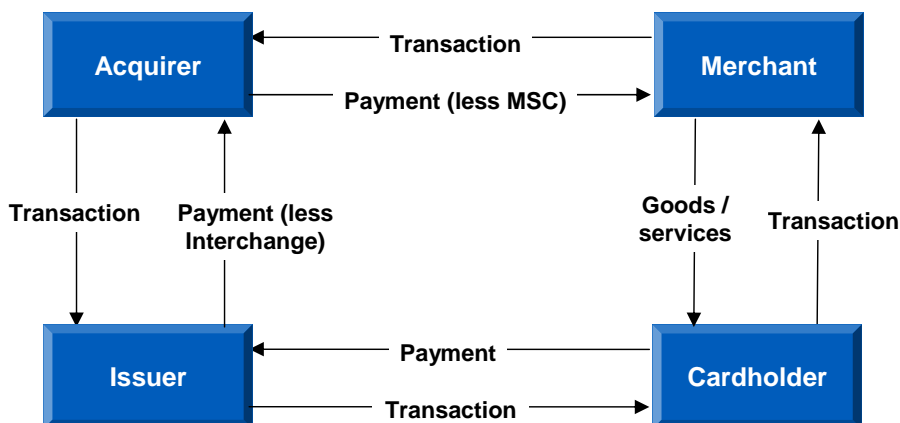 Transaction
Acquirer
Merchant
Payment (less MSC)
Transaction
Payment (less
Interchange)
Goods /
services
Transaction
Payment
Issuer
Cardholder
Transaction